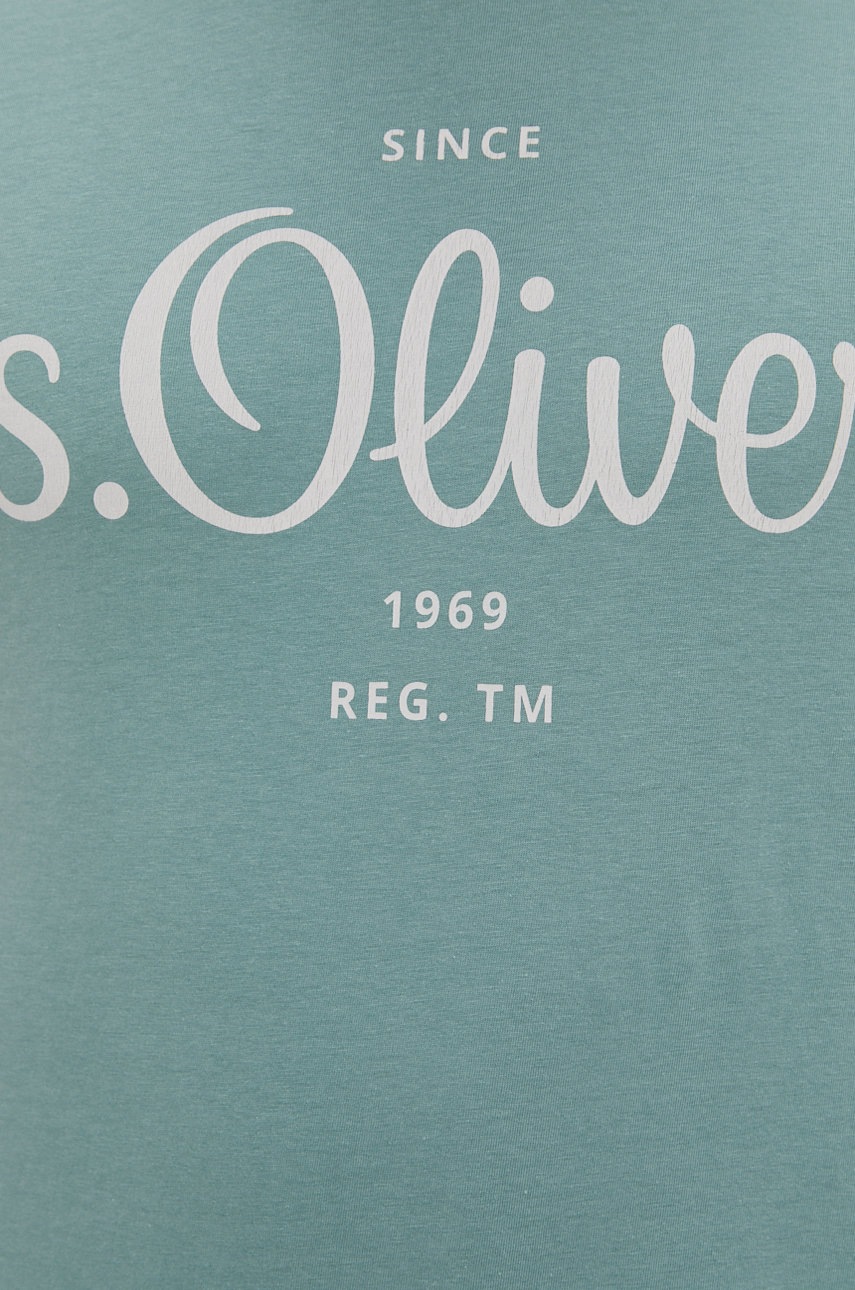 SINCE
s.Oliver
1969
REG. TM